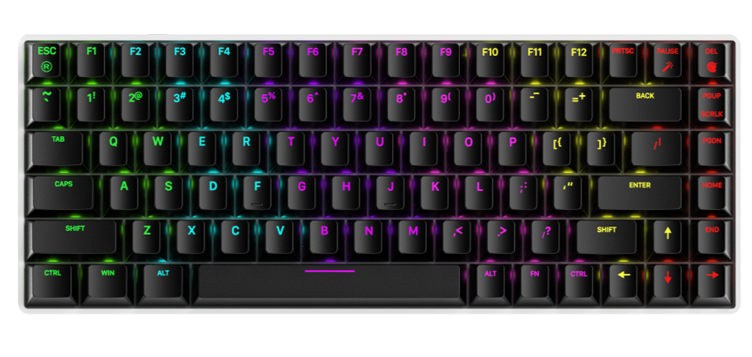 ESC F1 F2 F3 F4 F5 F6 F7 F8 F9 F10 F11 F12 PRTSC PAUSE DEL
®
~ 1! 2@ 3# 4$ 5% 6^ 7& 8* 9( 0) -– =+ BACK PGUP
` SCRLK
TAB Q W E R T Y U I O P [{ ]} /| PGDN
CAPS A S D F G H J K L ;: '" ENTER HOME
SHIFT Z X C V B N M ,< .> /? SHIFT ↑ END
CTRL WIN ALT ALT FN CTRL ← ↓ →